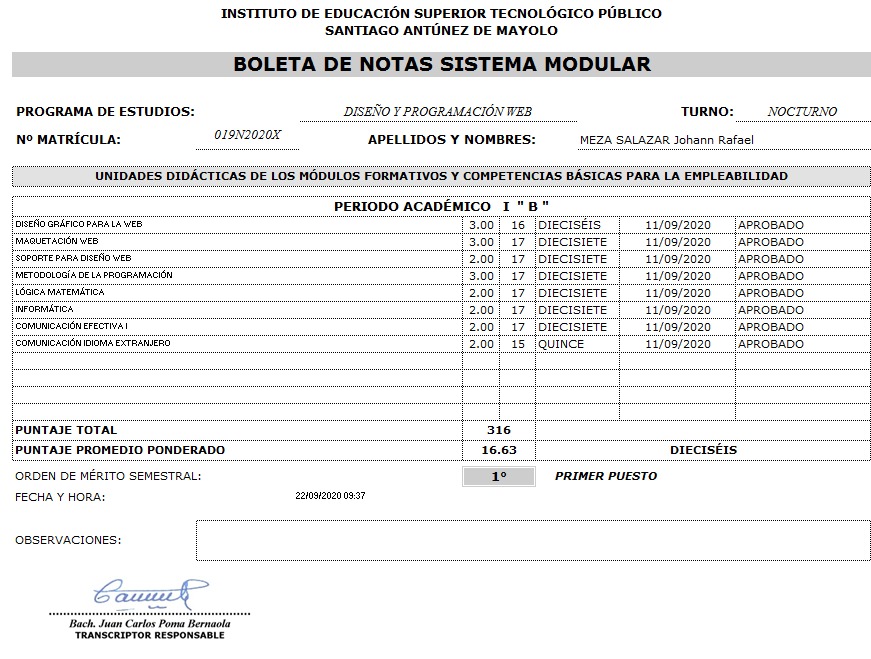 INSTITUTO DE EDUCACIÓN SUPERIOR TECNOLÓGICO PÚBLICO
SANTIAGO ANTÚNEZ DE MAYOLO
BOLETA DE NOTAS SISTEMA MODULAR
PROGRAMA DE ESTUDIOS: DISEÑO Y PROGRAMACIÓN WEB TURNO: NOCTURNO
Nº MATRÍCULA: 019N2020X APELLIDOS Y NOMBRES: MEZA SALAZAR Johann Rafael
UNIDADES DIDÁCTICAS DE LOS MÓDULOS FORMATIVOS Y COMPETENCIAS BÁSICAS PARA LA EMPLEABILIDAD
PERIODO ACADÉMICO I " B "
DISEÑO GRÁFICO PARA LA WEB 3.00 16 DIECISÉIS 11/09/2020 APROBADO
MAQUETACIÓN WEB 3.00 17 DIECISIETE 11/09/2020 APROBADO
SOPORTE PARA DISEÑO WEB 2.00 17 DIECISIETE 11/09/2020 APROBADO
METODOLOGÍA DE LA PROGRAMACIÓN 3.00 17 DIECISIETE 11/09/2020 APROBADO
LÓGICA MATEMÁTICA 2.00 17 DIECISIETE 11/09/2020 APROBADO
INFORMÁTICA 2.00 17 DIECISIETE 11/09/2020 APROBADO
COMUNICACIÓN EFECTIVA I 2.00 17 DIECISIETE 11/09/2020 APROBADO
COMUNICACIÓN IDIOMA EXTRANJERO 2.00 15 QUINCE 11/09/2020 APROBADO
PUNTAJE TOTAL 316
PUNTAJE PROMEDIO PONDERADO 16.63 DIECISÉIS
ORDEN DE MÉRITO SEMESTRAL: 1° PRIMER PUESTO
FECHA Y HORA: 22/09/2020 09:37
OBSERVACIONES:
Bach. Juan Carlos Poma Bernaola
TRANSCRIPTOR RESPONSABLE